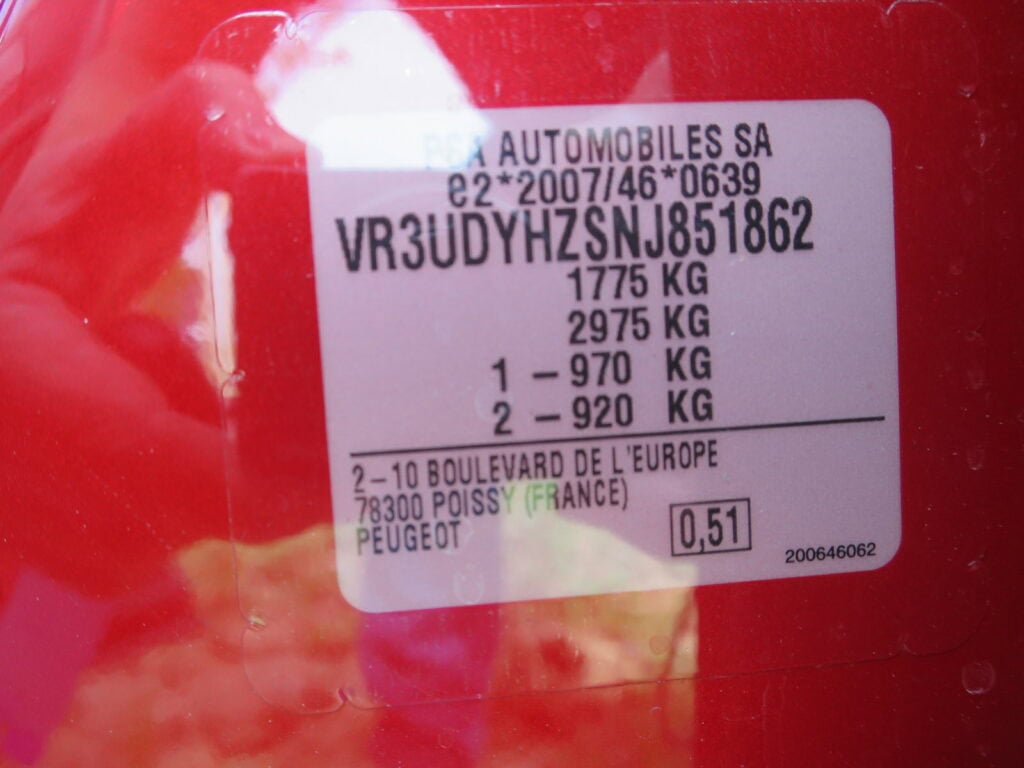 PSA AUTOMOBILES SA
e2*2007/46*0639
VR3UDYHZSNJ851862
1775 KG
2975 KG
1 – 970 KG
2 – 920 KG
2–10 BOULEVARD DE L'EUROPE
78300 POISSY (FRANCE)
PEUGEOT
0,51
200646062